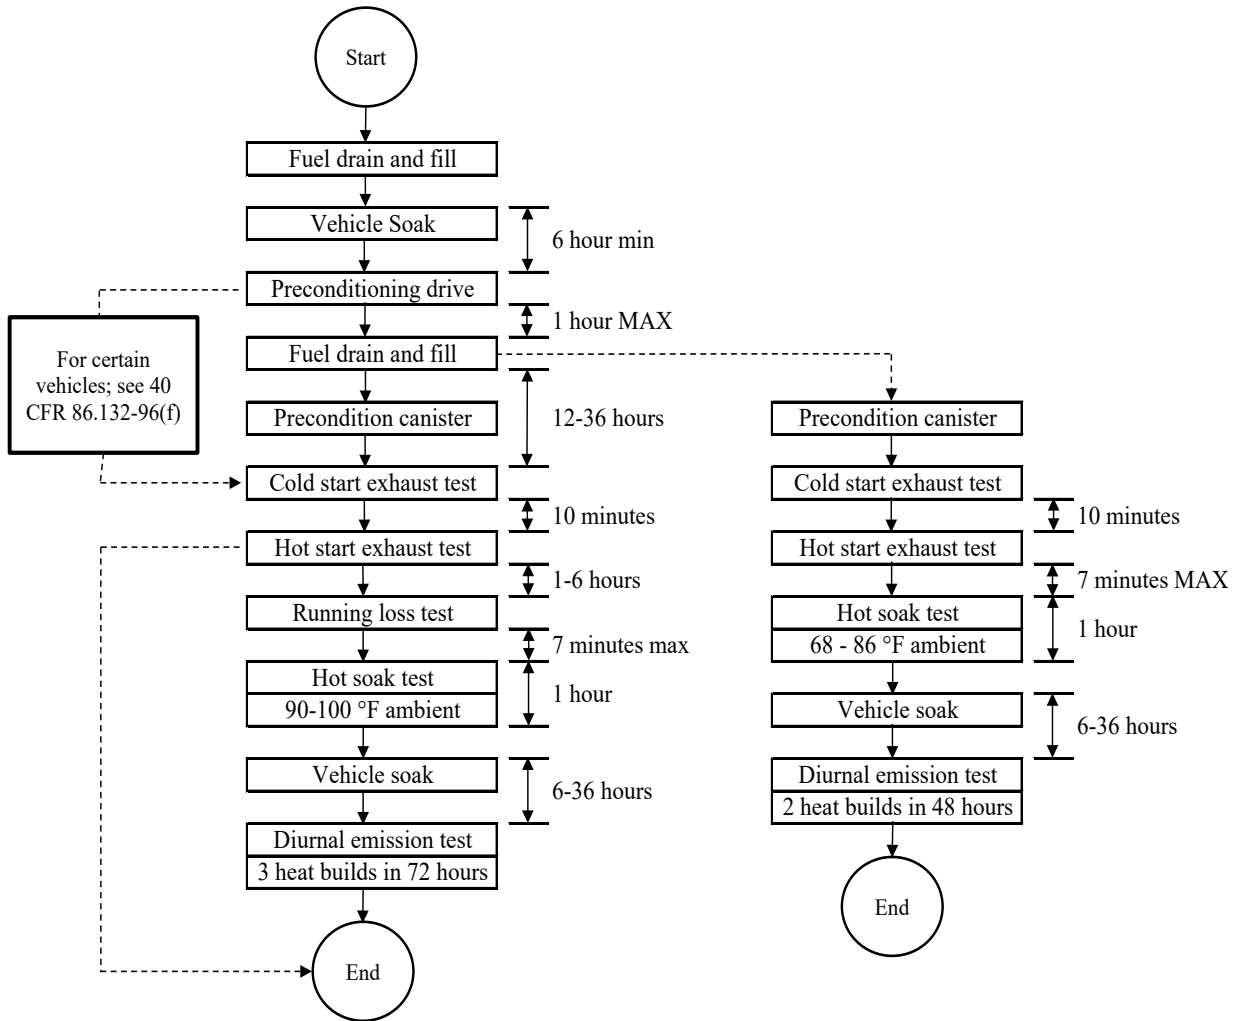 Start
Fuel drain and fill
Vehicle Soak
6 hour min
Preconditioning drive
1 hour MAX
For certain
vehicles; see 40
CFR 86.132-96(f)
Fuel drain and fill
Precondition canister
12-36 hours
Cold start exhaust test
10 minutes
Hot start exhaust test
1-6 hours
Running loss test
7 minutes max
Hot soak test
90-100 °F ambient
1 hour
Vehicle soak
6-36 hours
Diurnal emission test
3 heat builds in 72 hours
End
Precondition canister
Cold start exhaust test
10 minutes
Hot start exhaust test
7 minutes MAX
Hot soak test
68 - 86 °F ambient
1 hour
Vehicle soak
6-36 hours
Diurnal emission test
2 heat builds in 48 hours
End